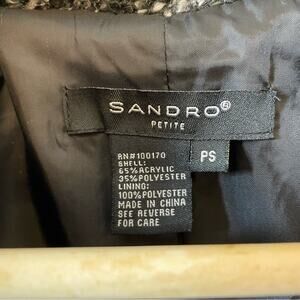 SANDRO®
PETITE
RN#100170
SHELL:
65%ACRYLIC
35%POLYESTER
LINING:
100%POLYESTER
MADE IN CHINA
SEE REVERSE
FOR CARE
PS